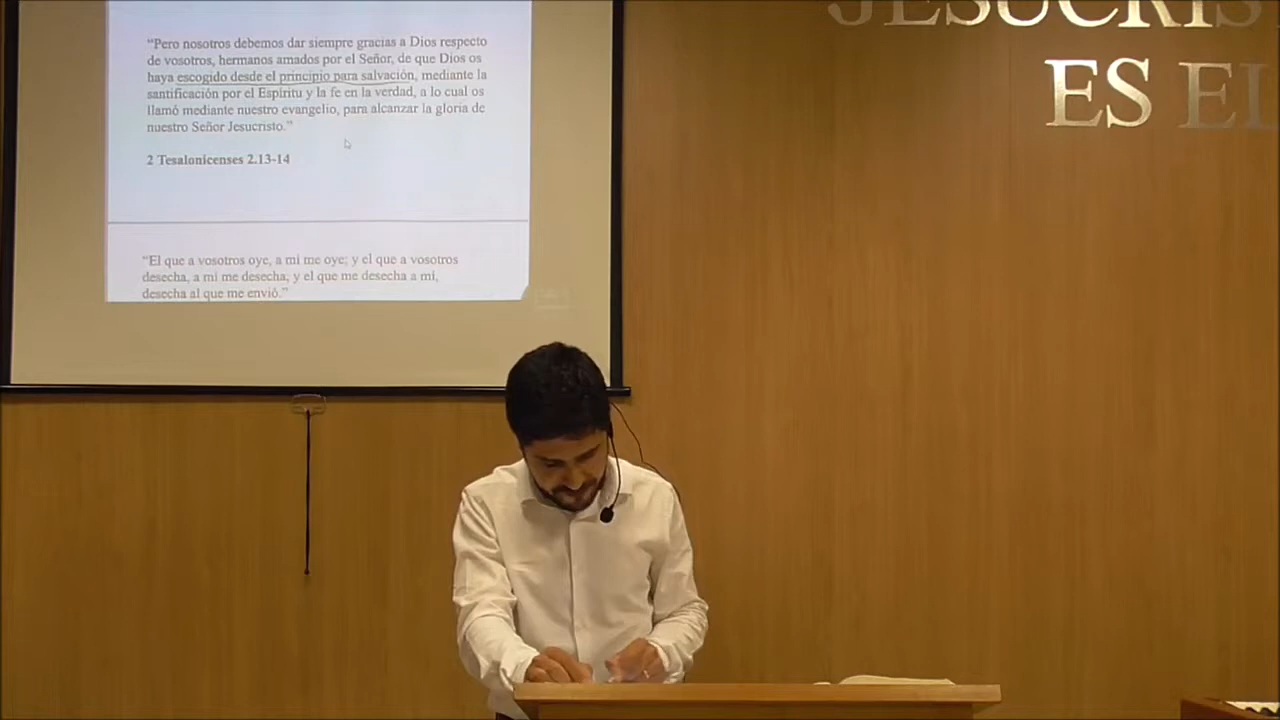 “Pero nosotros debemos dar siempre gracias a Dios respecto
de vosotros, hermanos amados por el Señor, de que Dios os
haya escogido desde el principio para salvación, mediante la
santificación por el Espíritu y la fe en la verdad, a lo cual os
llamó mediante nuestro evangelio, para alcanzar la gloria de
nuestro Señor Jesucristo.”
2 Tesalonicenses 2.13-14
“El que a vosotros oye, a mi me oye; y el que a vosotros
desecha, a mi me desecha; y el que me desecha a mí,
desecha al que me envió.”
JESUCRIS
ES EL